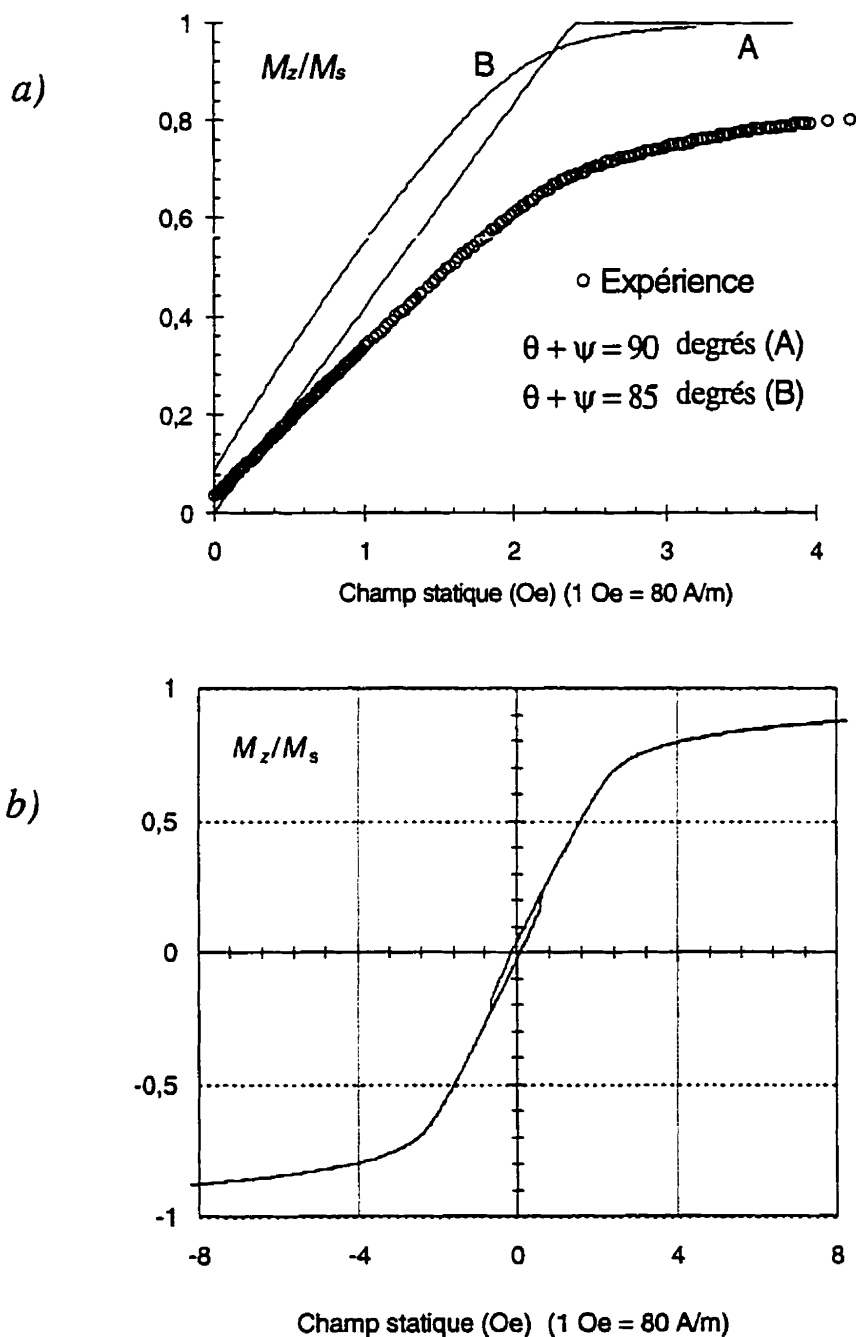 a)
1
0,8
0,6
0,4
0,2
0
Mz/Ms
B
A
○ Expérience
θ + ψ = 90 degrés (A)
θ + ψ = 85 degrés (B)
0 1 2 3 4
Champ statique (Oe) (1 Oe = 80 A/m)
b)
1
0,5
0
-0,5
-1
Mz/Ms
-8 -4 0 4 8
Champ statique (Oe) (1 Oe = 80 A/m)